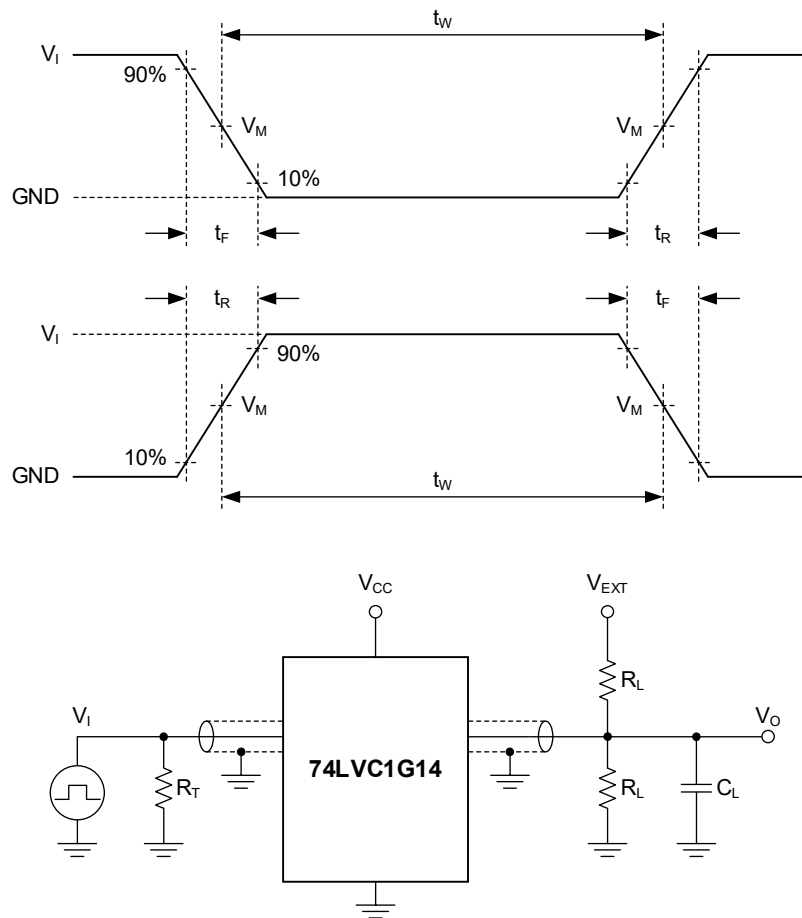 t_W
V_I
90%
V_M V_M
10%
GND
t_F t_R
t_R t_F
V_I
90%
V_M V_M
10%
GND
t_W
V_CC V_EXT
R_L
V_I V_O
74LVC1G14
R_T R_L C_L